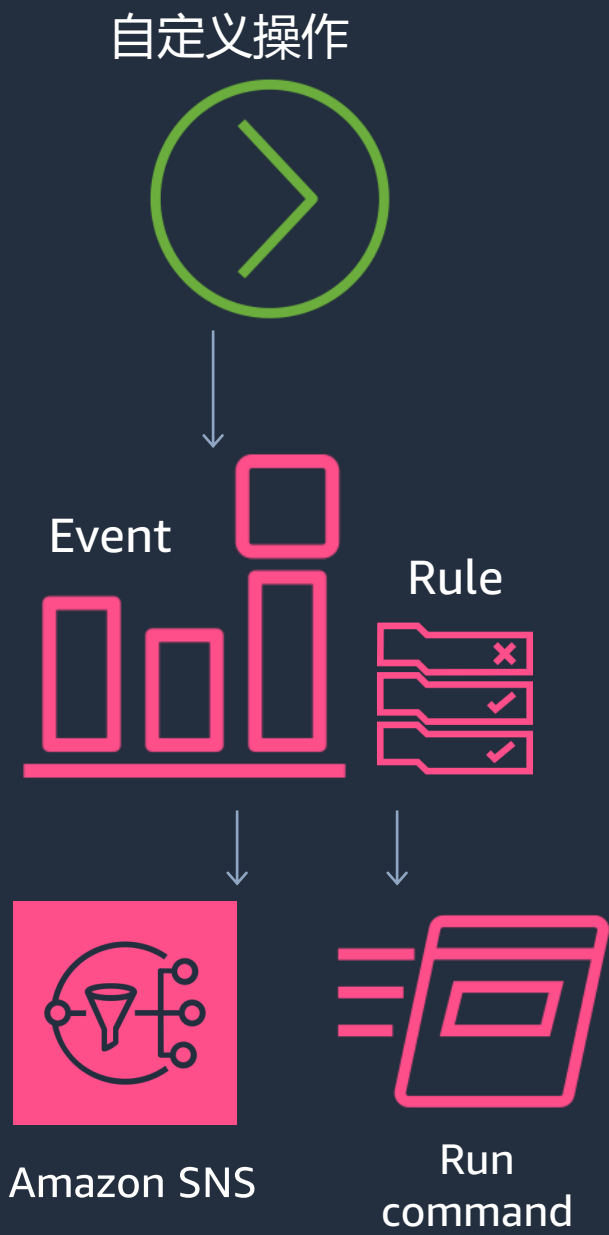 自定义操作
Event
Rule
Amazon SNS
Run
command